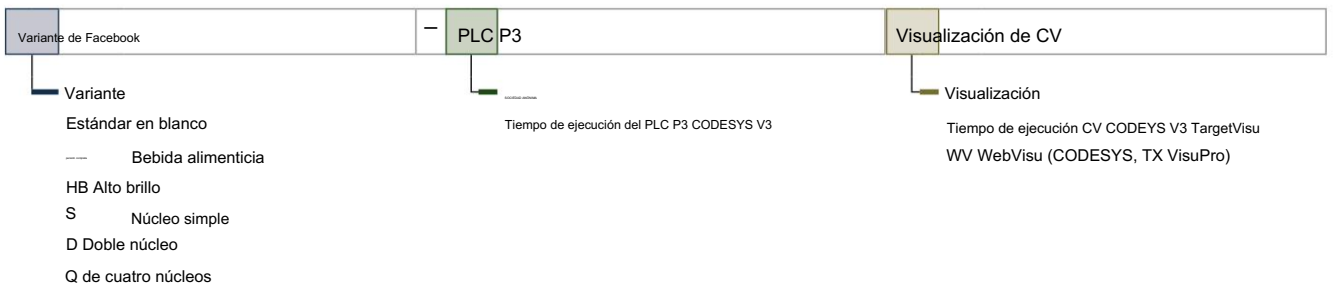 Variante de Facebook
– PLC P3
Visualización de CV
Variante
Estándar en blanco
Bebida alimenticia
HB Alto brillo
S Núcleo simple
D Doble núcleo
Q de cuatro núcleos
Tiempo de ejecución del PLC P3 CODESYS V3
Visualización
Tiempo de ejecución CV CODEYS V3 TargetVisu
WV WebVisu (CODESYS, TX VisuPro)